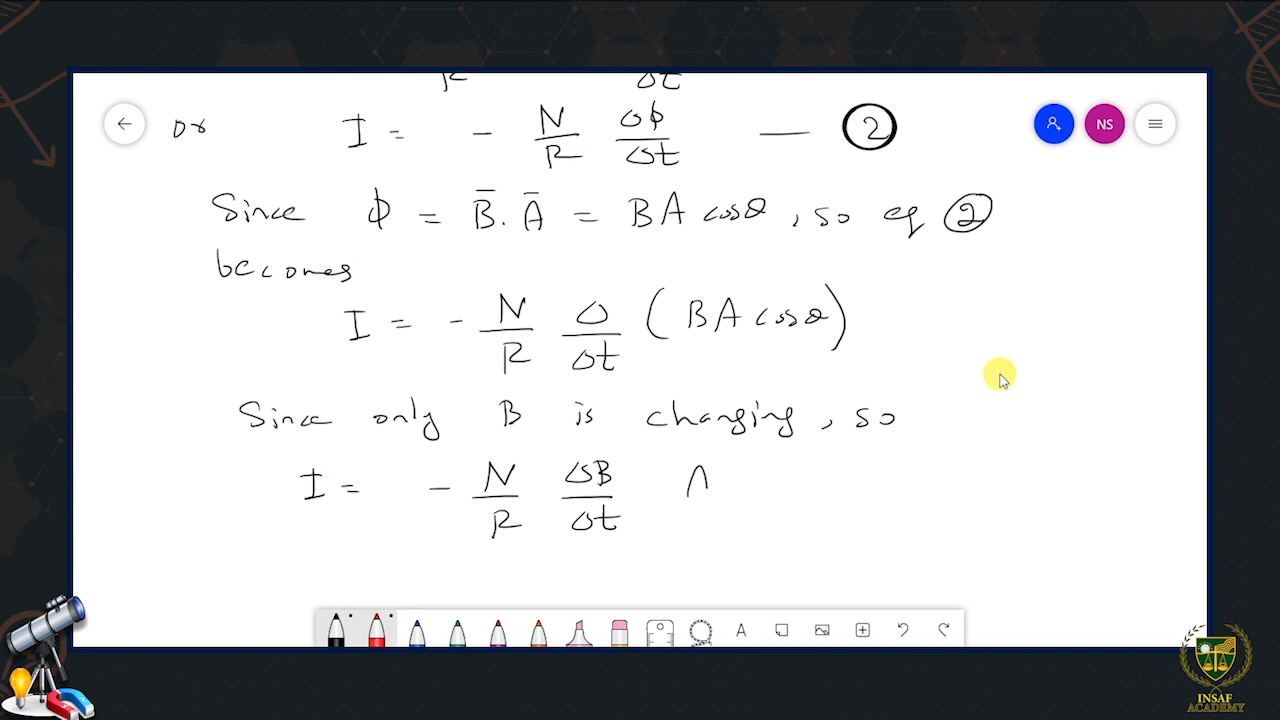 R Δt
or I = - N/R Δϕ/Δt — 2
NS
Since ϕ = B̄ . Ā = BA cosθ , so eq 2
becomes
I = - N/R Δ/Δt (BA cosθ)
Since only B is changing, so
I = - N/R ΔB/Δt Λ
A
INSAF
ACADEMY